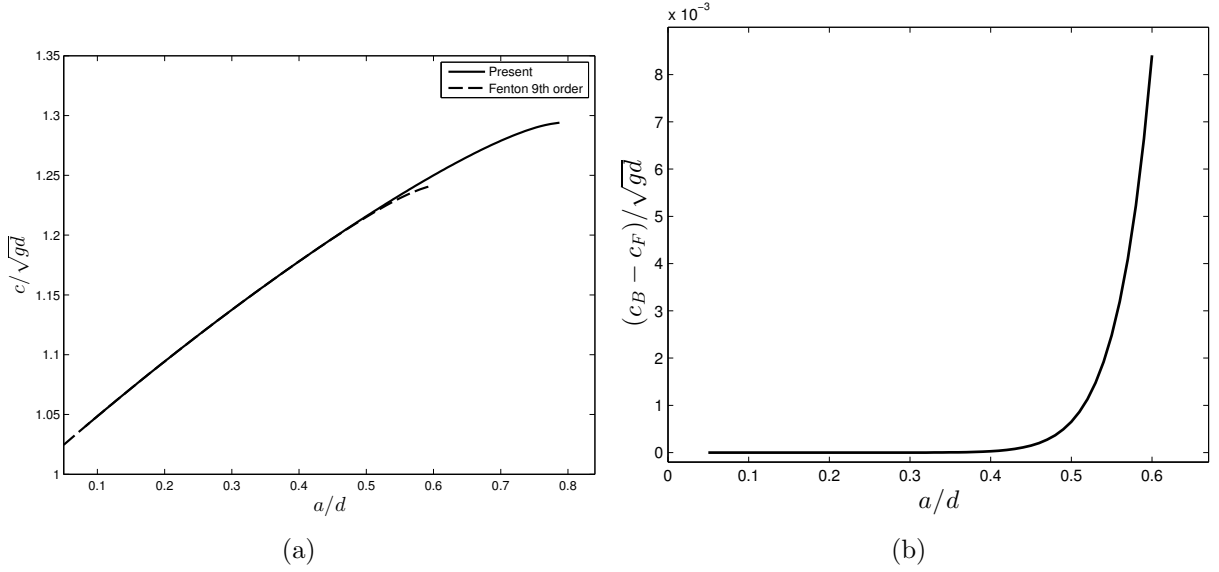 1.35
1.3
1.25
1.2
1.15
1.1
1.05
1
0.1 0.2 0.3 0.4 0.5 0.6 0.7 0.8
c/√gd
a/d
Present
Fenton 9th order
(a)
x 10⁻³
8
7
6
5
4
3
2
1
0
0 0.1 0.2 0.3 0.4 0.5 0.6
(c_B − c_F)/√gd
a/d
(b)